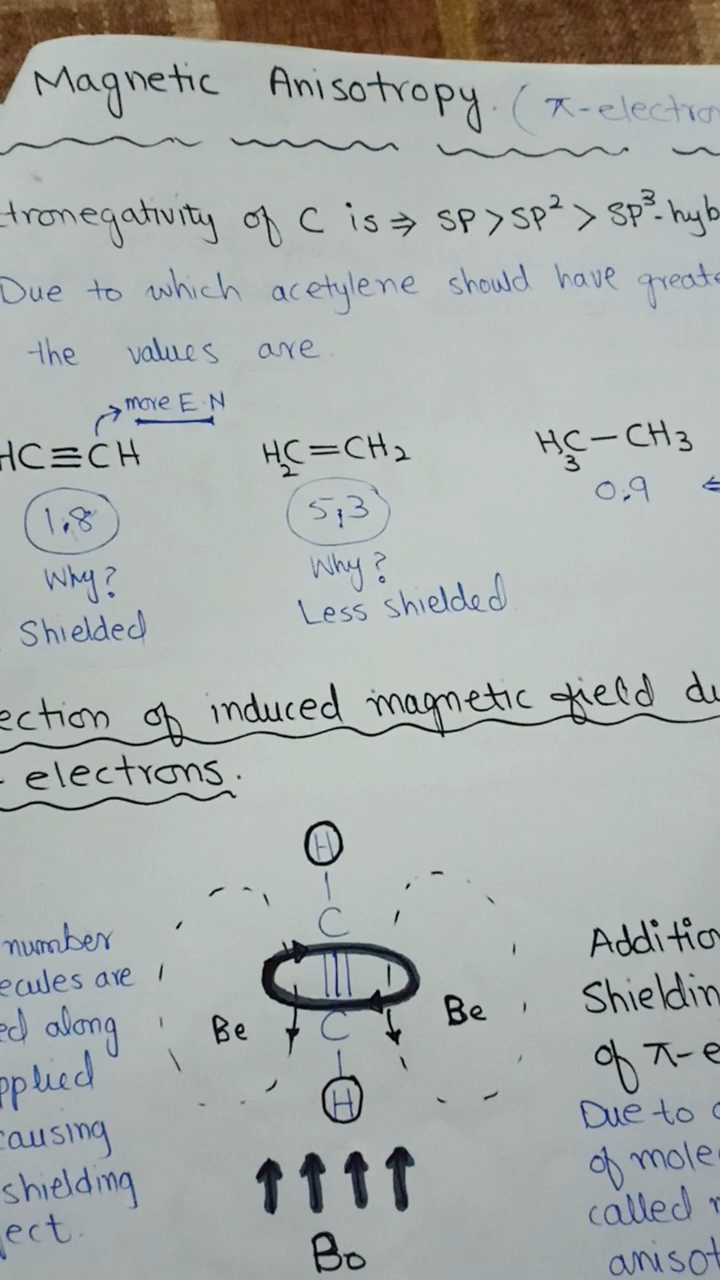 Magnetic Anisotropy. (π-electro
tronegativity of C is ⇒ SP > SP² > SP³-hyb
Due to which acetylene should have greate
the values are
more E.N
HC≡CH H₂C=CH₂ H₃C-CH₃
1,8 5,3 0.9
Why? Why?
Shielded Less shielded
ection of induced magnetic field du
electrons.
H
C
C
H
Be Be
B₀
number
ecules are
ed along
pplied
causing
shielding
ect.
Additio
Shieldin
of π-e
Due to
of mole
called
anisot